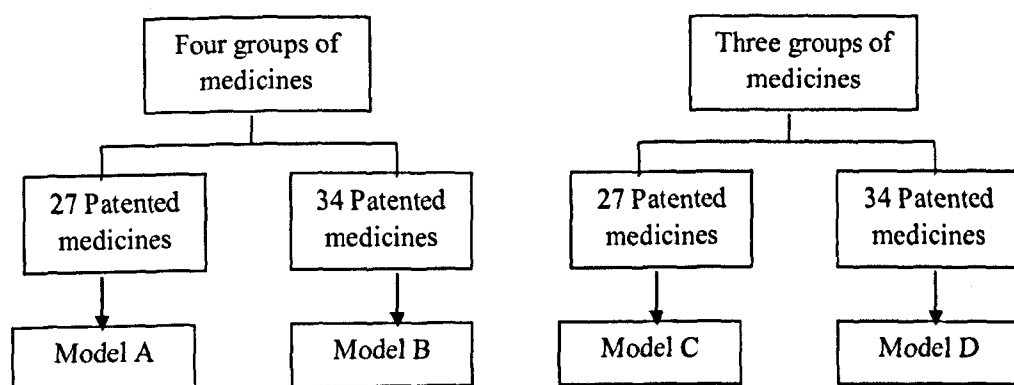 Four groups of
medicines
Three groups of
medicines
27 Patented
medicines
34 Patented
medicines
27 Patented
medicines
34 Patented
medicines
Model A
Model B
Model C
Model D